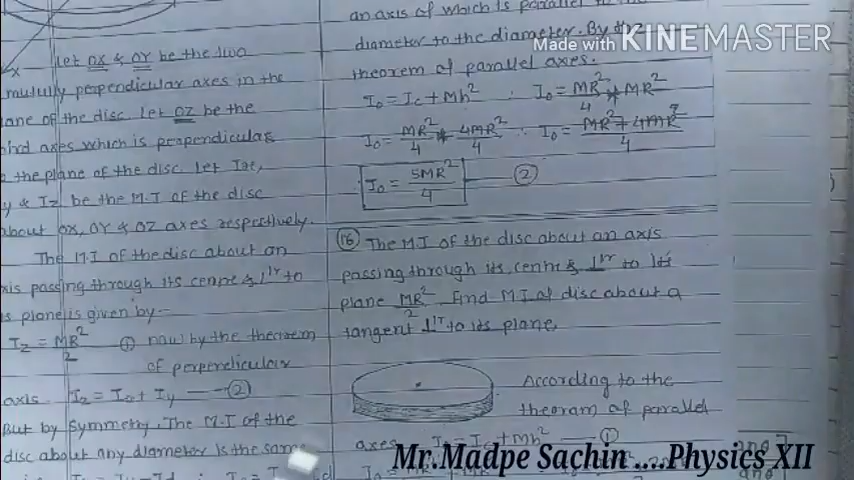 x
Let OX & OY be the two
mutully perpendicular axes in the
lane of the disc. Let OZ be the
hird axes which is perpendicular
the plane of the disc Let Ix,
y & Iz be the M.I of the disc
about OX, OY & OZ axes respectively.
The M.I of the disc about an
xis passing through its centre & ⊥ʳ to
s plane is given by-
Iz = MR²/2 ① now by the theorem
of perpendicular
axis Iz = Ix + Iy —②
But by symmetry. The M.I of the
disc about any diameter is the same
an axis of which is parallel to the
diameter to the diameter. By the
theorem of parallel axes.
I₀ = Ic + Mh² ∴ I₀ = MR²/4 + MR²
I₀ = MR²/4 + 4MR²/4 ∴ I₀ = MR² + 4MR²/4
∴ I₀ = 5MR²/4 —②
16 The MI of the disc about an axis
passing through its centre & ⊥ʳ to its
plane MR²/2. Find MI of disc about a
tangent ⊥ʳ to its plane.
According to the
theoram of parallel
axes I₀ = Ic + Mh² —①
Made with KINEMASTER
Mr.Madpe Sachin ....Physics XII